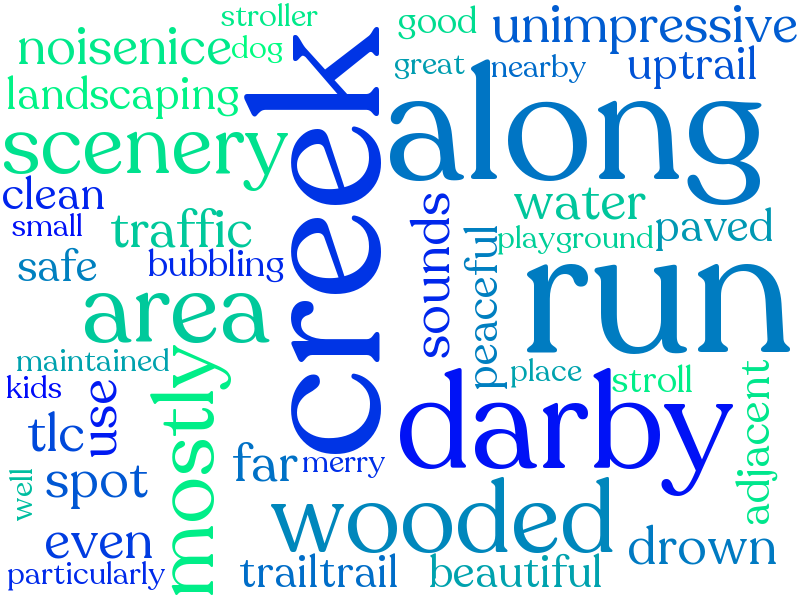 stroller
good
unimpressive
noisenice
dog
great
nearby
uptrail
landscaping
creek
along
scenery
clean
small
traffic
water
paved
sounds
playground
safe
bubbling
peaceful
run
area
maintained
place
stroll
kids
use
mostly
darby
adjacent
tlc
far
merry
well
spot
wooded
even
drown
particularly
trailtrail
beautiful